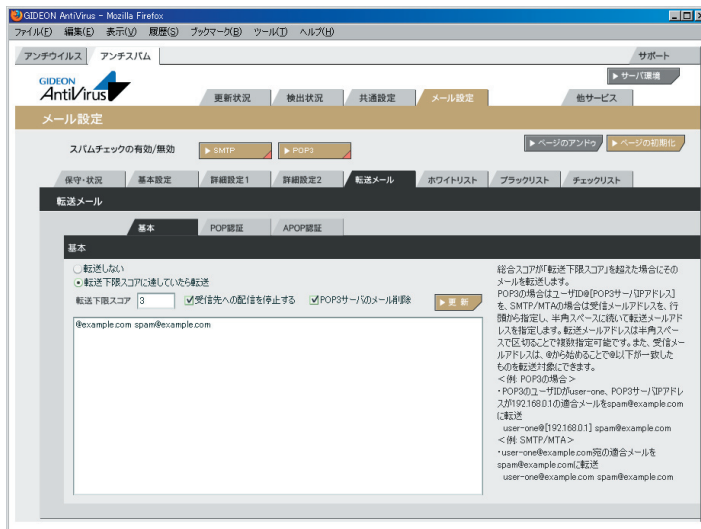 GIDEON AntiVirus - Mozilla Firefox
ファイル(F) 編集(E) 表示(V) 履歴(S) ブックマーク(B) ツール(T) ヘルプ(H)
アンチウイルス アンチスパム サポート
GIDEON
AntiVirus
サーバ環境
更新状況 検出状況 共通設定 メール設定 他サービス
メール設定
スパムチェックの有効/無効 SMTP POP3 ページのアンドゥ ページの初期化
保守・状況 基本設定 詳細設定1 詳細設定2 転送メール ホワイトリスト ブラックリスト チェックリスト
転送メール
基本 POP認証 APOP認証
基本
転送しない
転送下限スコアに達していたら転送
転送下限スコア 3 受信先への配信を停止する POP3サーバのメール削除 更 新
@example.com spam@example.com
総合スコアが「転送下限スコア」を超えた場合にその
メールを転送します。
POP3の場合はユーザID@[POP3サーバIPアドレス]
を、SMTP/MTAの場合は受信メールアドレスを、行
頭から指定し、半角スペースに続いて転送メールアド
レスを指定します。転送メールアドレスは半角スペー
スで区切ることで複数指定可能です。また、受信メー
ルアドレスは、@から始めることで@以下が一致した
ものを転送対象にできます。
＜例: POP3の場合＞
・POP3のユーザIDがuser-one、POP3サーバIPアドレ
スが192.168.0.1の適合メールをspam@example.com
に転送
user-one@[192.168.0.1] spam@example.com
＜例: SMTP/MTA＞
・user-one@example.com宛の適合メールを
spam@example.comに転送
user-one@example.com spam@example.com